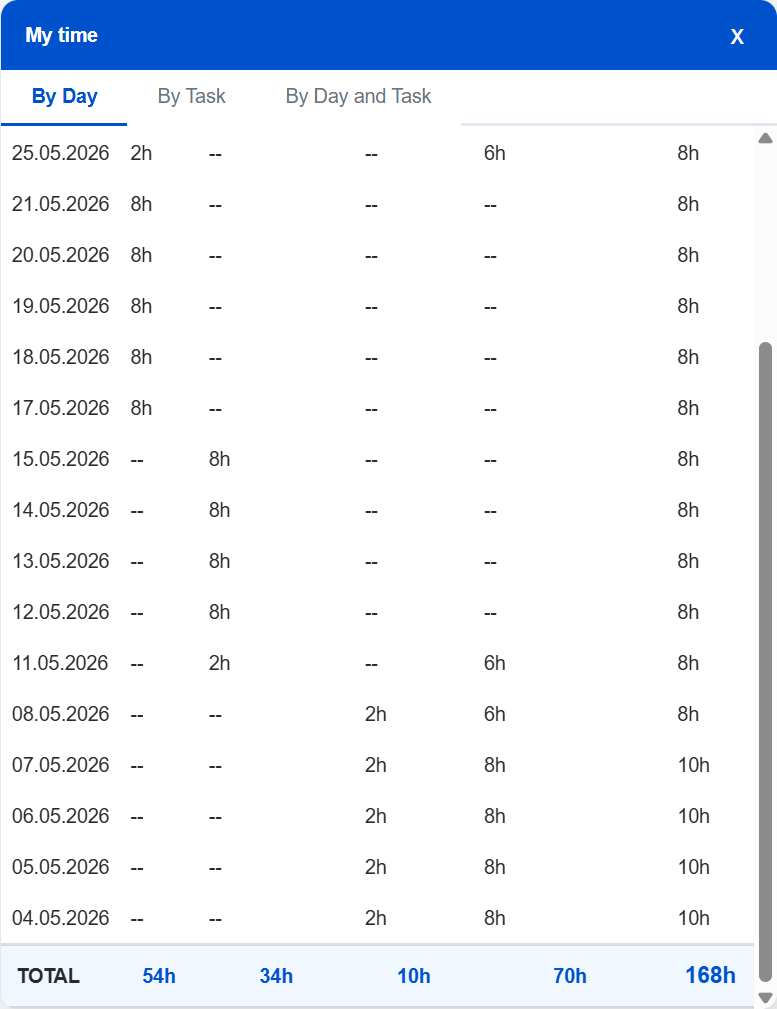 My time X
By Day By Task By Day and Task
25.05.2026 2h -- -- 6h 8h
21.05.2026 8h -- -- -- 8h
20.05.2026 8h -- -- -- 8h
19.05.2026 8h -- -- -- 8h
18.05.2026 8h -- -- -- 8h
17.05.2026 8h -- -- -- 8h
15.05.2026 -- 8h -- -- 8h
14.05.2026 -- 8h -- -- 8h
13.05.2026 -- 8h -- -- 8h
12.05.2026 -- 8h -- -- 8h
11.05.2026 -- 2h -- 6h 8h
08.05.2026 -- -- 2h 6h 8h
07.05.2026 -- -- 2h 8h 10h
06.05.2026 -- -- 2h 8h 10h
05.05.2026 -- -- 2h 8h 10h
04.05.2026 -- -- 2h 8h 10h
TOTAL 54h 34h 10h 70h 168h